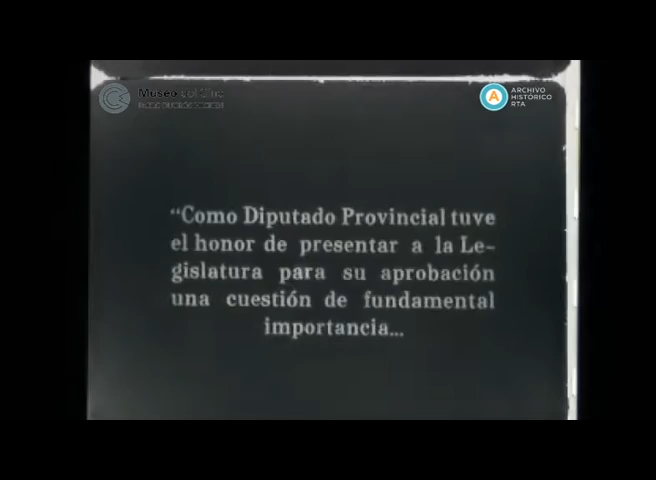 Museo del Cine
ARCHIVO
HISTÓRICO
RTA
“Como Diputado Provincial tuve
el honor de presentar a la Le-
gislatura para su aprobación
una cuestión de fundamental
importancia...